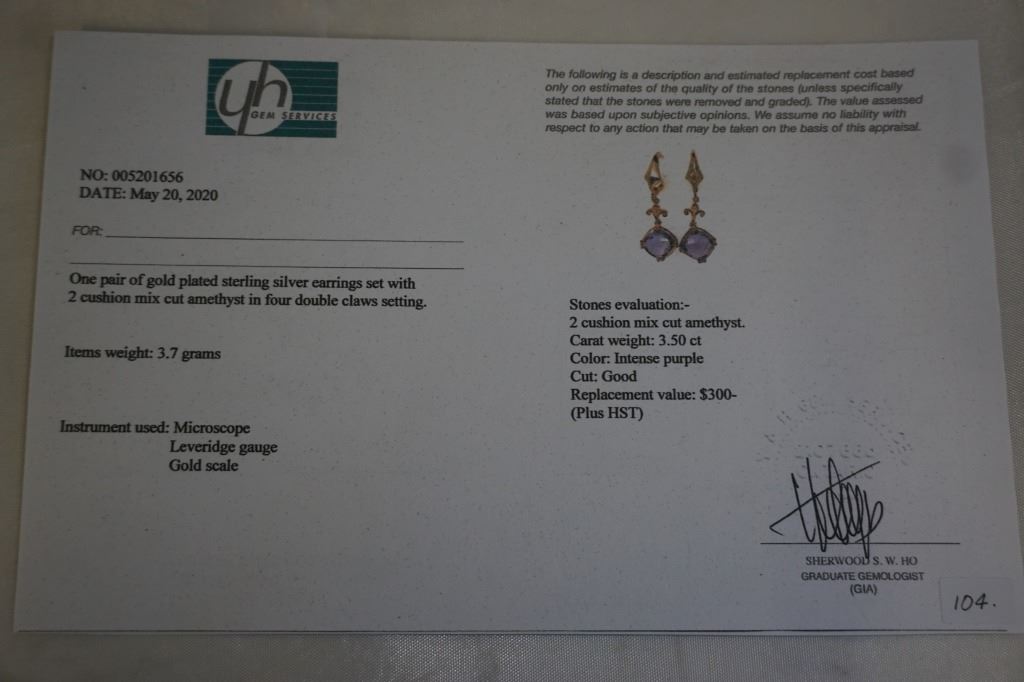 yh
GEM SERVICES
NO: 005201656
DATE: May 20, 2020
FOR:
One pair of gold plated sterling silver earrings set with
2 cushion mix cut amethyst in four double claws setting.
Items weight: 3.7 grams
Instrument used: Microscope
Leveridge gauge
Gold scale
The following is a description and estimated replacement cost based
only on estimates of the quality of the stones (unless specifically
stated that the stones were removed and graded). The value assessed
was based upon subjective opinions. We assume no liability with
respect to any action that may be taken on the basis of this appraisal.
Stones evaluation:-
2 cushion mix cut amethyst.
Carat weight: 3.50 ct
Color: Intense purple
Cut: Good
Replacement value: $300-
(Plus HST)
SHERWOOD S. W. HO
GRADUATE GEMOLOGIST
(GIA)
104.